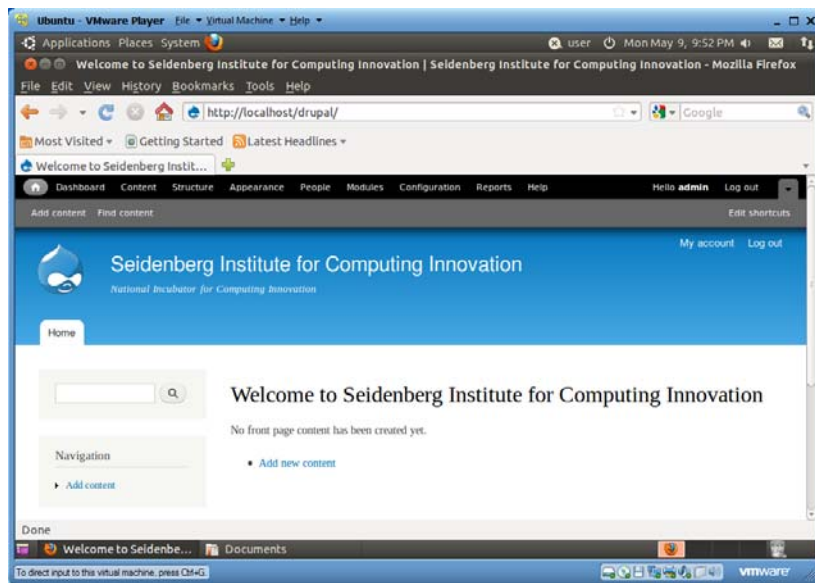 Ubuntu - VMware Player File Virtual Machine Help
Applications Places System user Mon May 9, 9:52 PM
Welcome to Seidenberg Institute for Computing Innovation | Seidenberg Institute for Computing Innovation - Mozilla Firefox
File Edit View History Bookmarks Tools Help
http://localhost/drupal/ Google
Most Visited Getting Started Latest Headlines
Welcome to Seidenberg Instit...
Dashboard Content Structure Appearance People Modules Configuration Reports Help Hello admin Log out
Add content Find content Edit shortcuts
My account Log out
Seidenberg Institute for Computing Innovation
National Incubator for Computing Innovation
Home
Welcome to Seidenberg Institute for Computing Innovation
No front page content has been created yet.
Add new content
Navigation
Add content
Done
Welcome to Seidenbe... Documents
To direct input to this virtual machine, press Ctrl+G. vmware